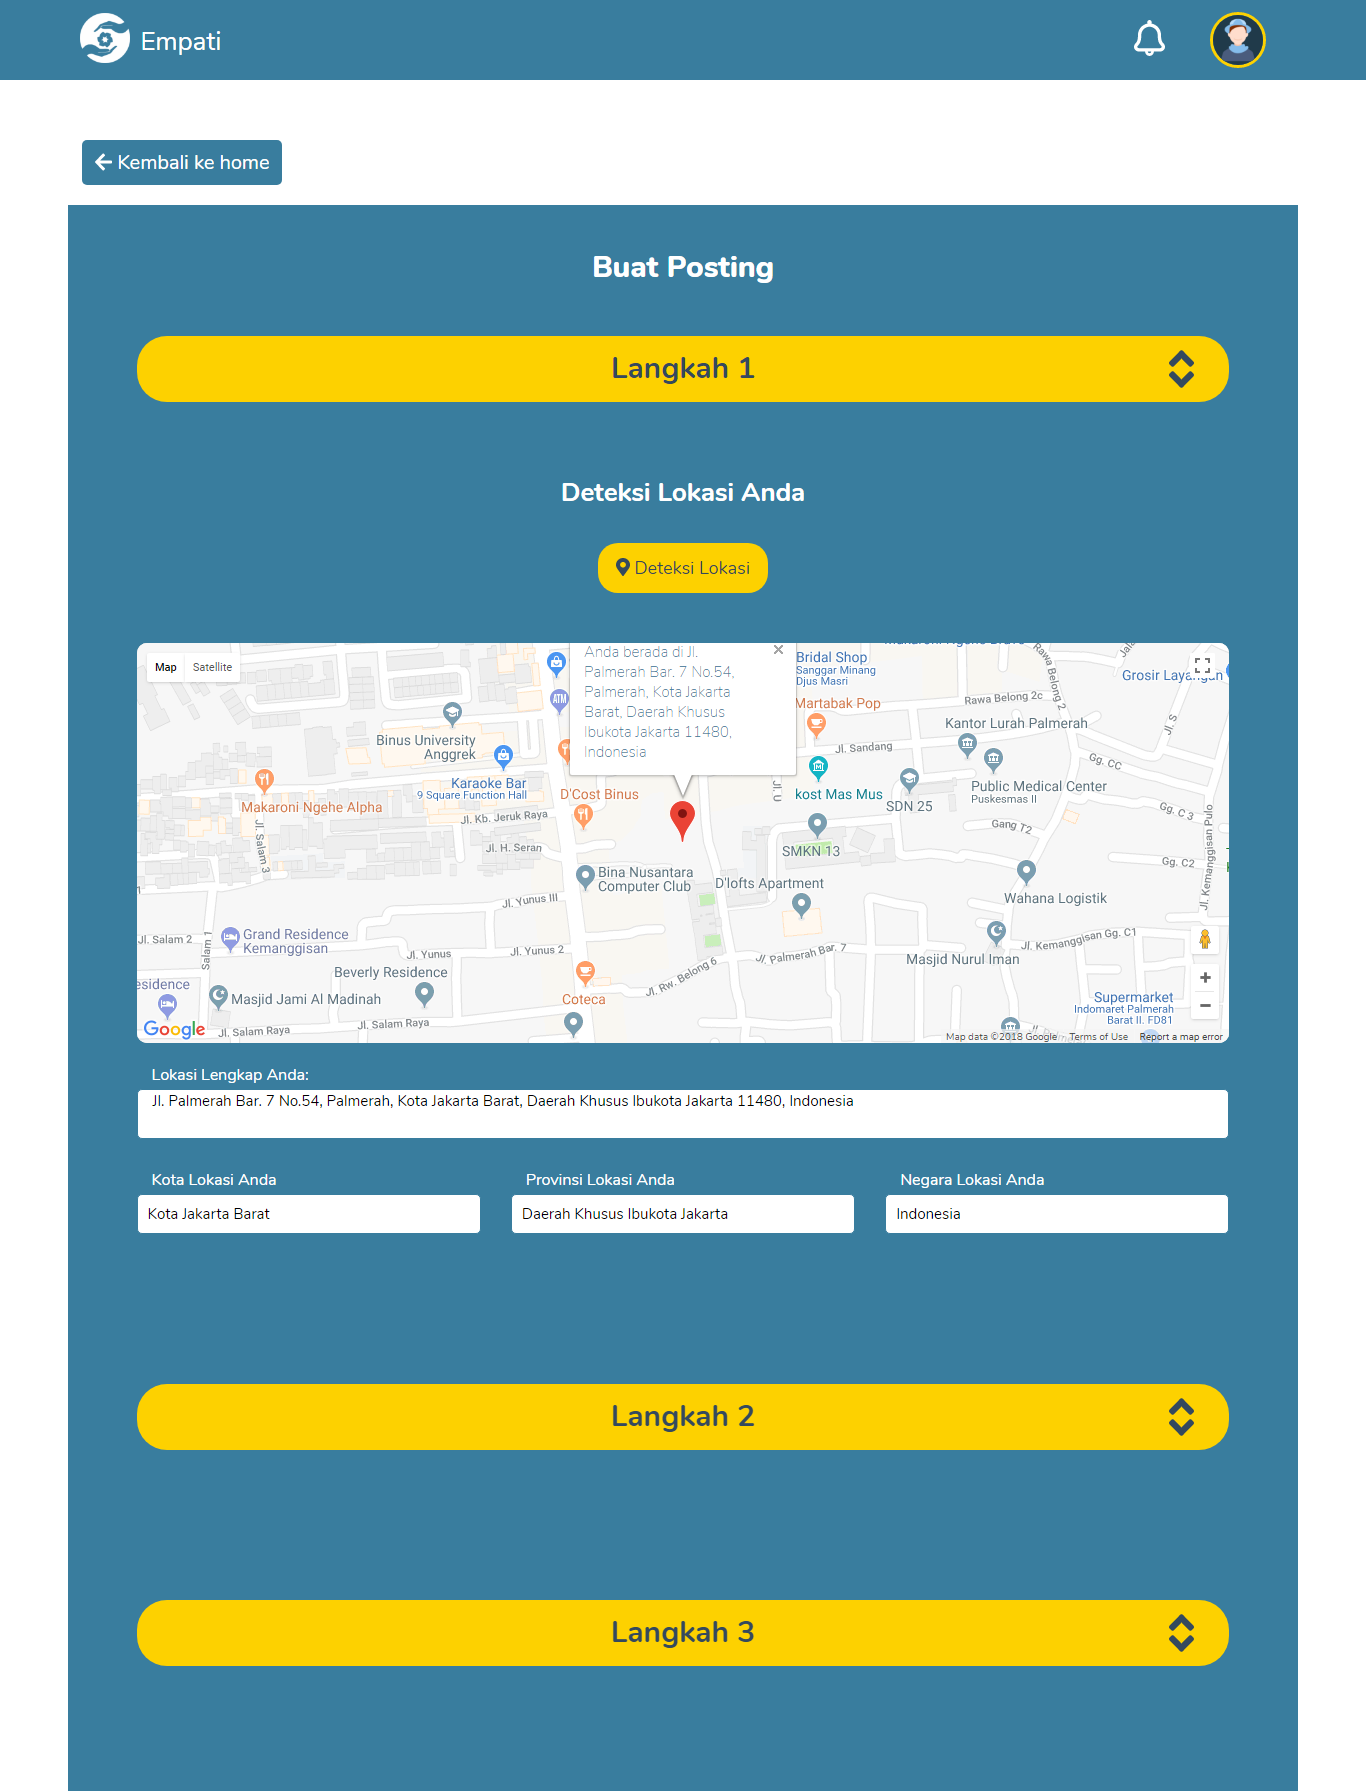 Empati
Kembali ke home
Buat Posting
Langkah 1
Deteksi Lokasi Anda
Deteksi Lokasi
Map
Satellite
Anda berada di Jl.
Palmerah Bar. 7 No.54,
Palmerah, Kota Jakarta
Barat, Daerah Khusus
Ibukota Jakarta 11480,
Indonesia
Bridal Shop
Sanggar Minang
Djus Masri
Rawa Belong 2
Grosir Layangan
ATM
Martabak Pop
Rawa Belong 2c
Kantor Lurah Palmerah
Jl. S
Binus University
Anggrek
Jl. Sandang
Gg. CC
Karaoke Bar
9 Square Function Hall
D'Cost Binus
Jl. U
kost Mas Mus
SDN 25
Public Medical Center
Puskesmas II
Makaroni Ngehe Alpha
Jl. Kb. Jeruk Raya
Gang T2
Gg. C 3
Jl. Salam 3
Jl. H. Seran
SMKN 13
Gg. C2
Jl. Kemanggisan Pulo
Bina Nusantara
Computer Club
D'lofts Apartment
Wahana Logistik
Jl. Yunus III
Jl. Salam 2
Salam 1
Grand Residence
Kemanggisan
Jl. Yunus
Jl. Yunus 2
Jl. Palmerah Bar. 7
Masjid Nurul Iman
Jl. Kemanggisan Gg. C1
Beverly Residence
Jl. Rw. Belong 6
esidence
Masjid Jami Al Madinah
Coteca
Supermarket
Indomaret Palmerah
Barat II. FD81
Google
Jl. Salam Raya
Jl. Salam Raya
Map data ©2018 Google
Terms of Use
Report a map error
Lokasi Lengkap Anda:
Jl. Palmerah Bar. 7 No.54, Palmerah, Kota Jakarta Barat, Daerah Khusus Ibukota Jakarta 11480, Indonesia
Kota Lokasi Anda
Provinsi Lokasi Anda
Negara Lokasi Anda
Kota Jakarta Barat
Daerah Khusus Ibukota Jakarta
Indonesia
Langkah 2
Langkah 3